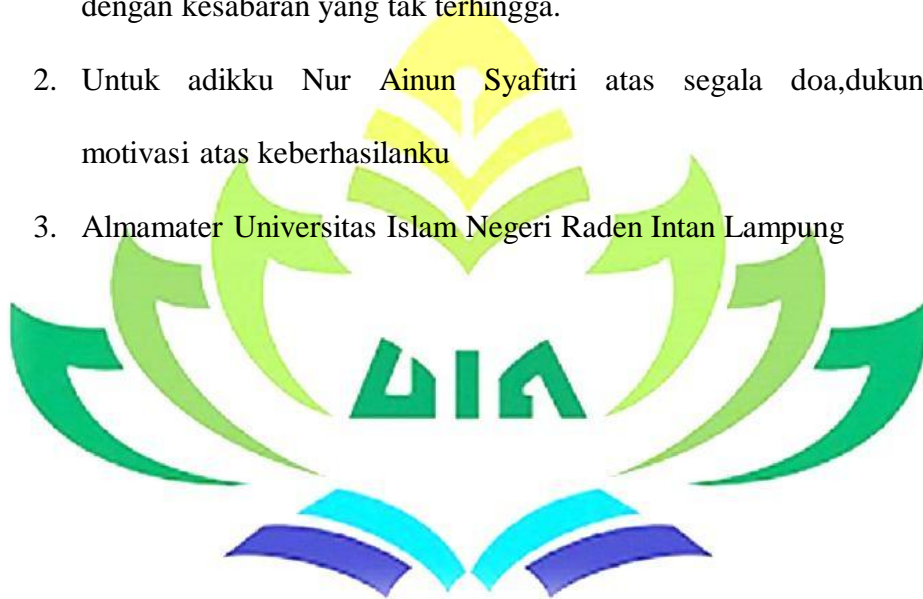 dengan kesabaran yang tak terhingga.
2. Untuk adikku Nur Ainun Syafitri atas segala doa,dukun
motivasi atas keberhasilanku
3. Almamater Universitas Islam Negeri Raden Intan Lampung
UIN